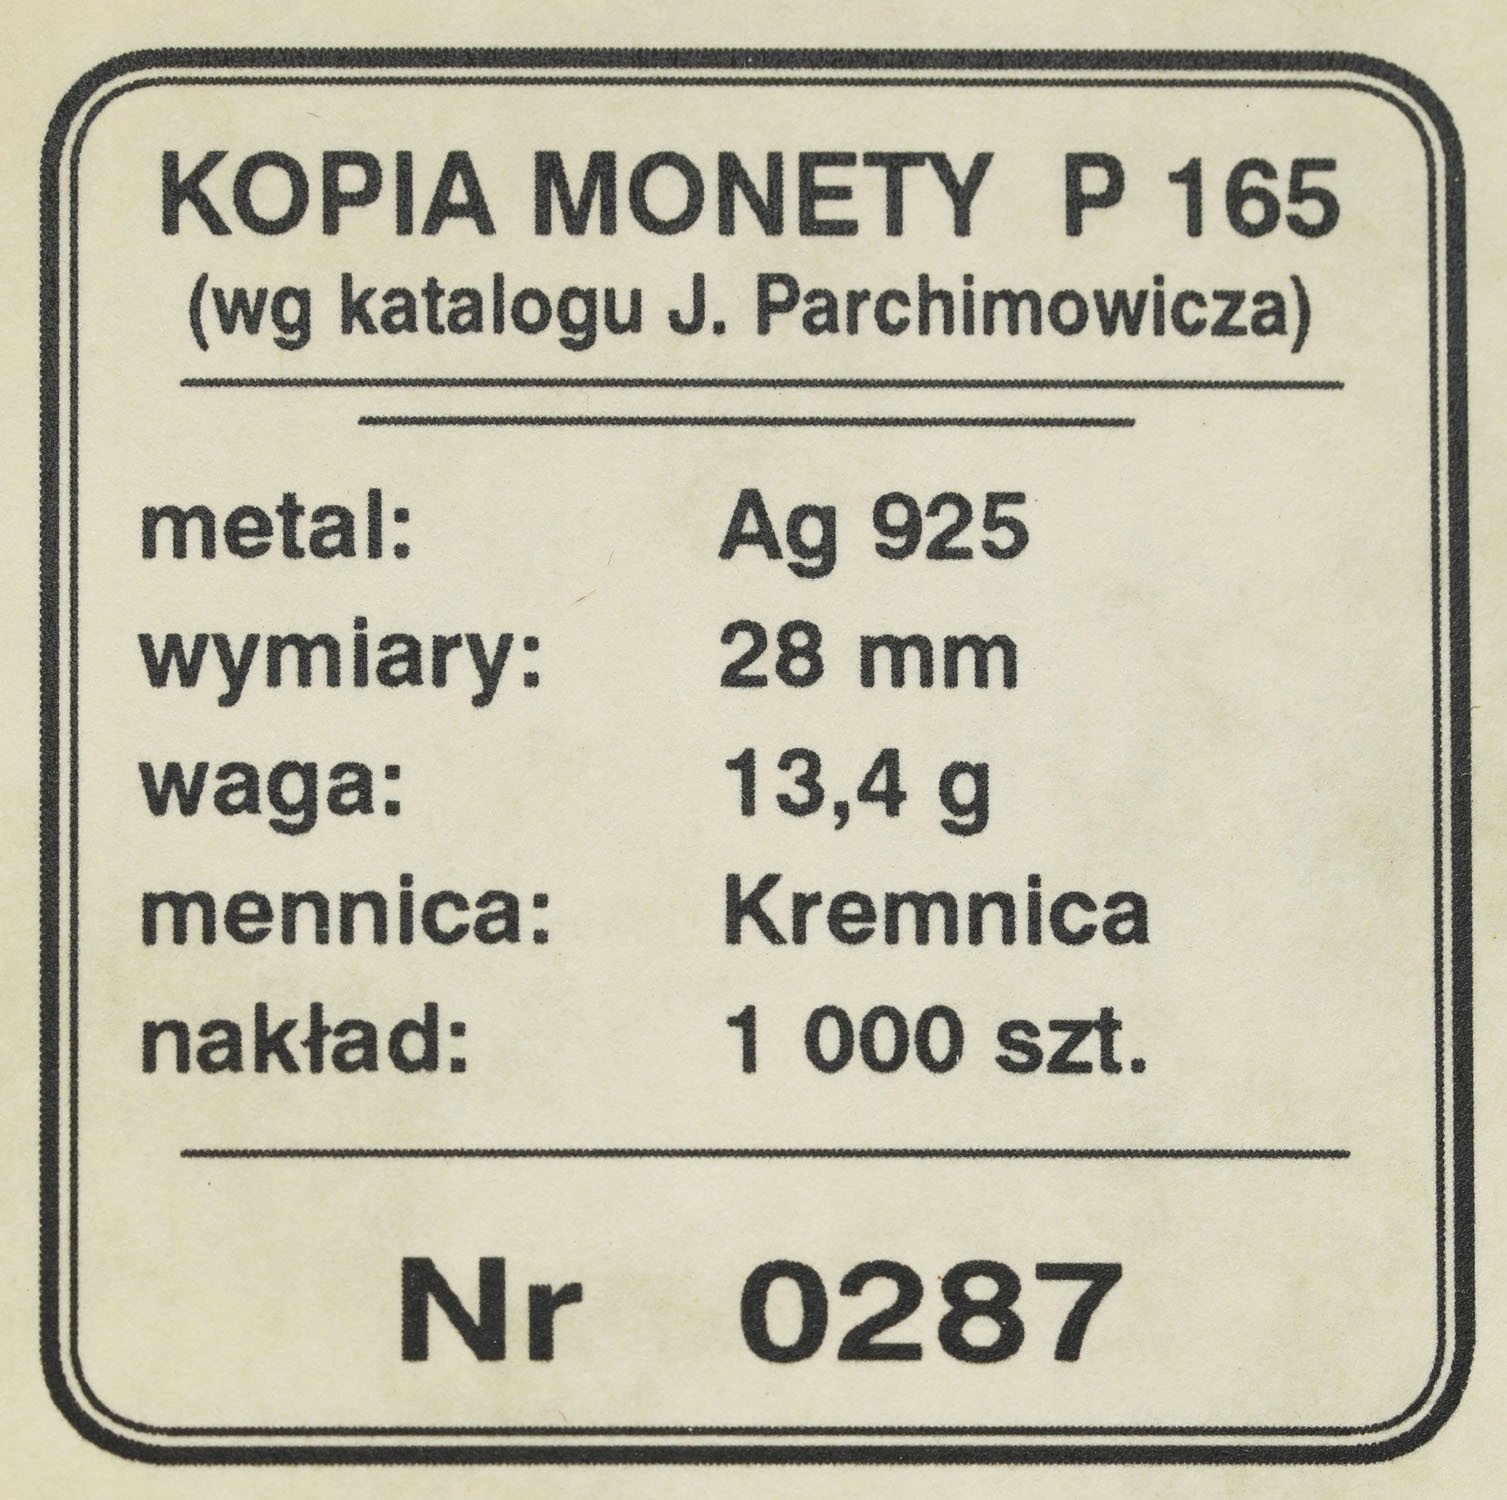 KOPIA MONETY P 165
(wg katalogu J. Parchimowicza)
metal: Ag 925
wymiary: 28 mm
waga: 13,4 g
mennica: Kremnica
nakład: 1 000 szt.
Nr 0287